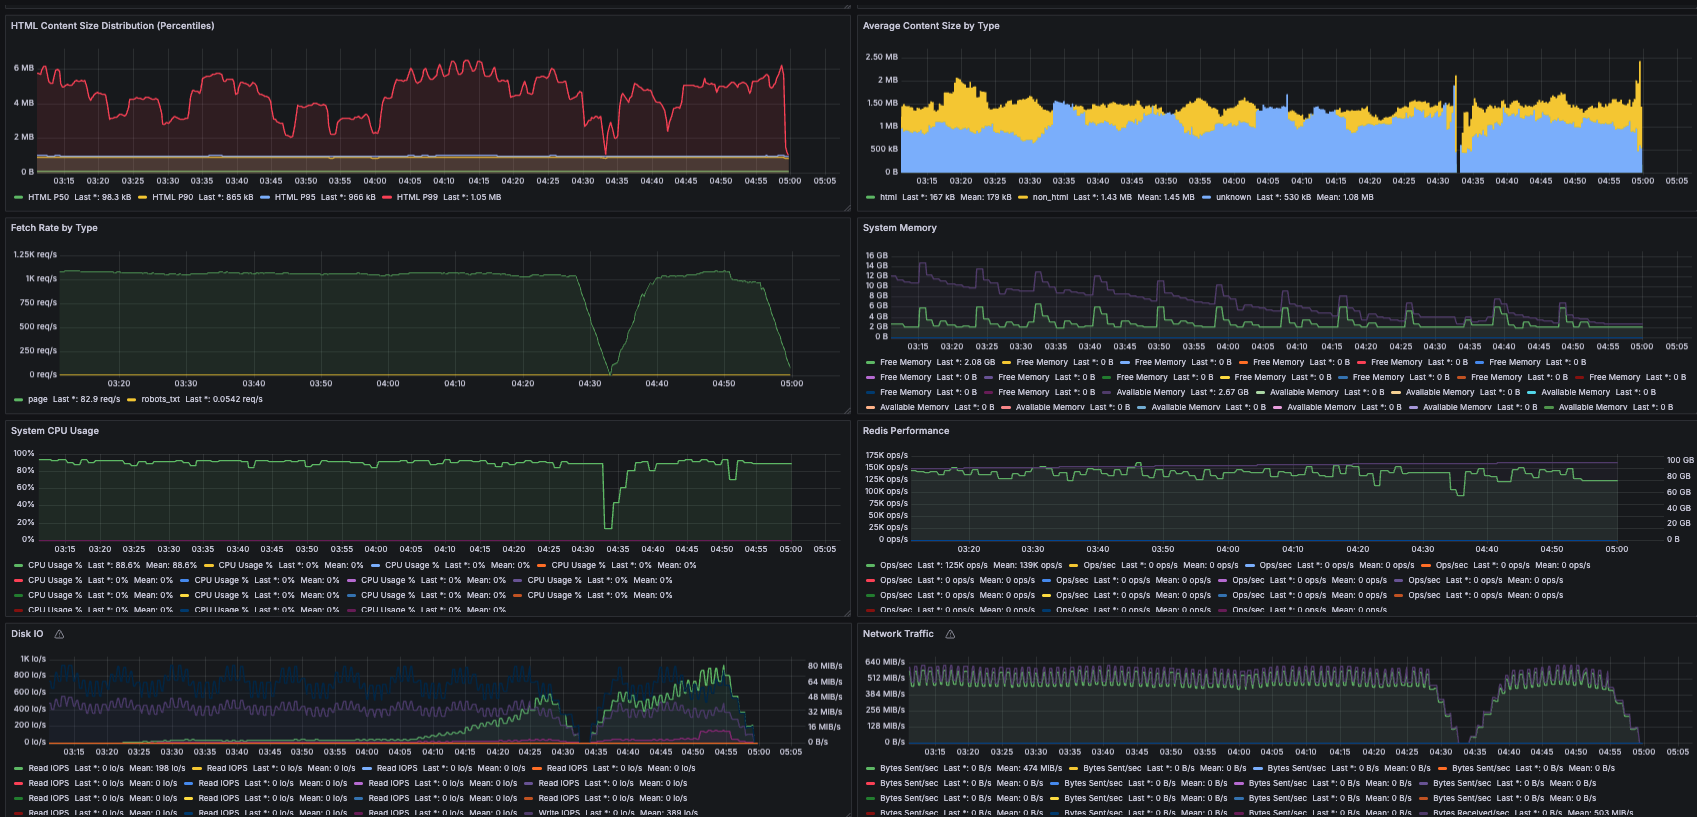 HTML Content Size Distribution (Percentiles)
6 MB
4 MB
2 MB
0 B
03:15 03:20 03:25 03:30 03:35 03:40 03:45 03:50 03:55 04:00 04:05 04:10 04:15 04:20 04:25 04:30 04:35 04:40 04:45 04:50 04:55 05:00 05:05
HTML P50 Last *: 98.3 kB HTML P90 Last *: 865 kB HTML P95 Last *: 966 kB HTML P99 Last *: 1.05 MB
Average Content Size by Type
2.50 MB
2 MB
1.50 MB
1 MB
500 kB
0 B
03:15 03:20 03:25 03:30 03:35 03:40 03:45 03:50 03:55 04:00 04:05 04:10 04:15 04:20 04:25 04:30 04:35 04:40 04:45 04:50 04:55 05:00 05:05
html Last *: 167 kB Mean: 179 kB non_html Last *: 1.43 MB Mean: 1.45 MB unknown Last *: 530 kB Mean: 1.08 MB
Fetch Rate by Type
1.25K req/s
1K req/s
750 req/s
500 req/s
250 req/s
0 req/s
03:20 03:30 03:40 03:50 04:00 04:10 04:20 04:30 04:40 04:50 05:00
page Last *: 82.9 req/s robots_txt Last *: 0.0542 req/s
System Memory
16 GB
14 GB
12 GB
10 GB
8 GB
6 GB
4 GB
2 GB
0 B
03:15 03:20 03:25 03:30 03:35 03:40 03:45 03:50 03:55 04:00 04:05 04:10 04:15 04:20 04:25 04:30 04:35 04:40 04:45 04:50 04:55 05:00 05:05
Free Memory Last *: 2.08 GB Free Memory Last *: 0 B Free Memory Last *: 0 B Free Memory Last *: 0 B Free Memory Last *: 0 B Free Memory Last *: 0 B
Free Memory Last *: 0 B Free Memory Last *: 0 B Free Memory Last *: 0 B Free Memory Last *: 0 B Free Memory Last *: 0 B Free Memory Last *: 0 B Free Memory Last *: 0 B
Free Memory Last *: 0 B Free Memory Last *: 0 B Available Memory Last *: 2.67 GB Available Memory Last *: 0 B Available Memory Last *: 0 B Available Memory Last *: 0 B
Available Memory Last *: 0 B Available Memory Last *: 0 B Available Memory Last *: 0 B Available Memory Last *: 0 B Available Memory Last *: 0 B Available Memory Last *: 0 B
System CPU Usage
100%
80%
60%
40%
20%
0%
03:15 03:20 03:25 03:30 03:35 03:40 03:45 03:50 03:55 04:00 04:05 04:10 04:15 04:20 04:25 04:30 04:35 04:40 04:45 04:50 04:55 05:00 05:05
CPU Usage % Last *: 88.6% Mean: 88.6% CPU Usage % Last *: 0% Mean: 0% CPU Usage % Last *: 0% Mean: 0% CPU Usage % Last *: 0% Mean: 0%
CPU Usage % Last *: 0% Mean: 0% CPU Usage % Last *: 0% Mean: 0% CPU Usage % Last *: 0% Mean: 0% CPU Usage % Last *: 0% Mean: 0%
CPU Usage % Last *: 0% Mean: 0% CPU Usage % Last *: 0% Mean: 0% CPU Usage % Last *: 0% Mean: 0% CPU Usage % Last *: 0% Mean: 0%
CPU Usage % Last *: 0% Mean: 0% CPU Usage % Last *: 0% Mean: 0% CPU Usage % Last *: 0% Mean: 0%
Redis Performance
175K ops/s
150K ops/s
125K ops/s
100K ops/s
75K ops/s
50K ops/s
25K ops/s
0 ops/s
100 GB
80 GB
60 GB
40 GB
20 GB
0 B
03:20 03:30 03:40 03:50 04:00 04:10 04:20 04:30 04:40 04:50 05:00
Ops/sec Last *: 125K ops/s Mean: 139K ops/s Ops/sec Last *: 0 ops/s Mean: 0 ops/s Ops/sec Last *: 0 ops/s Mean: 0 ops/s Ops/sec Last *: 0 ops/s Mean: 0 ops/s
Ops/sec Last *: 0 ops/s Mean: 0 ops/s Ops/sec Last *: 0 ops/s Mean: 0 ops/s Ops/sec Last *: 0 ops/s Mean: 0 ops/s Ops/sec Last *: 0 ops/s Mean: 0 ops/s
Ops/sec Last *: 0 ops/s Mean: 0 ops/s Ops/sec Last *: 0 ops/s Mean: 0 ops/s Ops/sec Last *: 0 ops/s Mean: 0 ops/s Ops/sec Last *: 0 ops/s Mean: 0 ops/s
Ops/sec Last *: 0 ops/s Mean: 0 ops/s Ops/sec Last *: 0 ops/s Mean: 0 ops/s Ops/sec Last *: 0 ops/s Mean: 0 ops/s
Disk IO
1K Io/s
800 Io/s
600 Io/s
400 Io/s
200 Io/s
0 Io/s
80 MiB/s
64 MiB/s
48 MiB/s
32 MiB/s
16 MiB/s
0 B/s
03:15 03:20 03:25 03:30 03:35 03:40 03:45 03:50 03:55 04:00 04:05 04:10 04:15 04:20 04:25 04:30 04:35 04:40 04:45 04:50 04:55 05:00 05:05
Read IOPS Last *: 0 Io/s Mean: 198 Io/s Read IOPS Last *: 0 Io/s Mean: 0 Io/s Read IOPS Last *: 0 Io/s Mean: 0 Io/s Read IOPS Last *: 0 Io/s Mean: 0 Io/s
Read IOPS Last *: 0 Io/s Mean: 0 Io/s Read IOPS Last *: 0 Io/s Mean: 0 Io/s Read IOPS Last *: 0 Io/s Mean: 0 Io/s Read IOPS Last *: 0 Io/s Mean: 0 Io/s
Read IOPS Last *: 0 Io/s Mean: 0 Io/s Read IOPS Last *: 0 Io/s Mean: 0 Io/s Read IOPS Last *: 0 Io/s Mean: 0 Io/s Read IOPS Last *: 0 Io/s Mean: 0 Io/s
Read IOPS Last *: 0 Io/s Mean: 0 Io/s Read IOPS Last *: 0 Io/s Mean: 0 Io/s Read IOPS Last *: 0 Io/s Mean: 0 Io/s Write IOPS Last *: 0 Io/s Mean: 389 Io/s
Network Traffic
640 MiB/s
512 MiB/s
384 MiB/s
256 MiB/s
128 MiB/s
0 B/s
03:15 03:20 03:25 03:30 03:35 03:40 03:45 03:50 03:55 04:00 04:05 04:10 04:15 04:20 04:25 04:30 04:35 04:40 04:45 04:50 04:55 05:00 05:05
Bytes Sent/sec Last *: 0 B/s Mean: 474 MiB/s Bytes Sent/sec Last *: 0 B/s Mean: 0 B/s Bytes Sent/sec Last *: 0 B/s Mean: 0 B/s Bytes Sent/sec Last *: 0 B/s Mean: 0 B/s
Bytes Sent/sec Last *: 0 B/s Mean: 0 B/s Bytes Sent/sec Last *: 0 B/s Mean: 0 B/s Bytes Sent/sec Last *: 0 B/s Mean: 0 B/s Bytes Sent/sec Last *: 0 B/s Mean: 0 B/s
Bytes Sent/sec Last *: 0 B/s Mean: 0 B/s Bytes Sent/sec Last *: 0 B/s Mean: 0 B/s Bytes Sent/sec Last *: 0 B/s Mean: 0 B/s Bytes Sent/sec Last *: 0 B/s Mean: 0 B/s
Bytes Sent/sec Last *: 0 B/s Mean: 0 B/s Bytes Sent/sec Last *: 0 B/s Mean: 0 B/s Bytes Sent/sec Last *: 0 B/s Mean: 0 B/s Bytes Received/sec Last *: 0 B/s Mean: 503 MiB/s